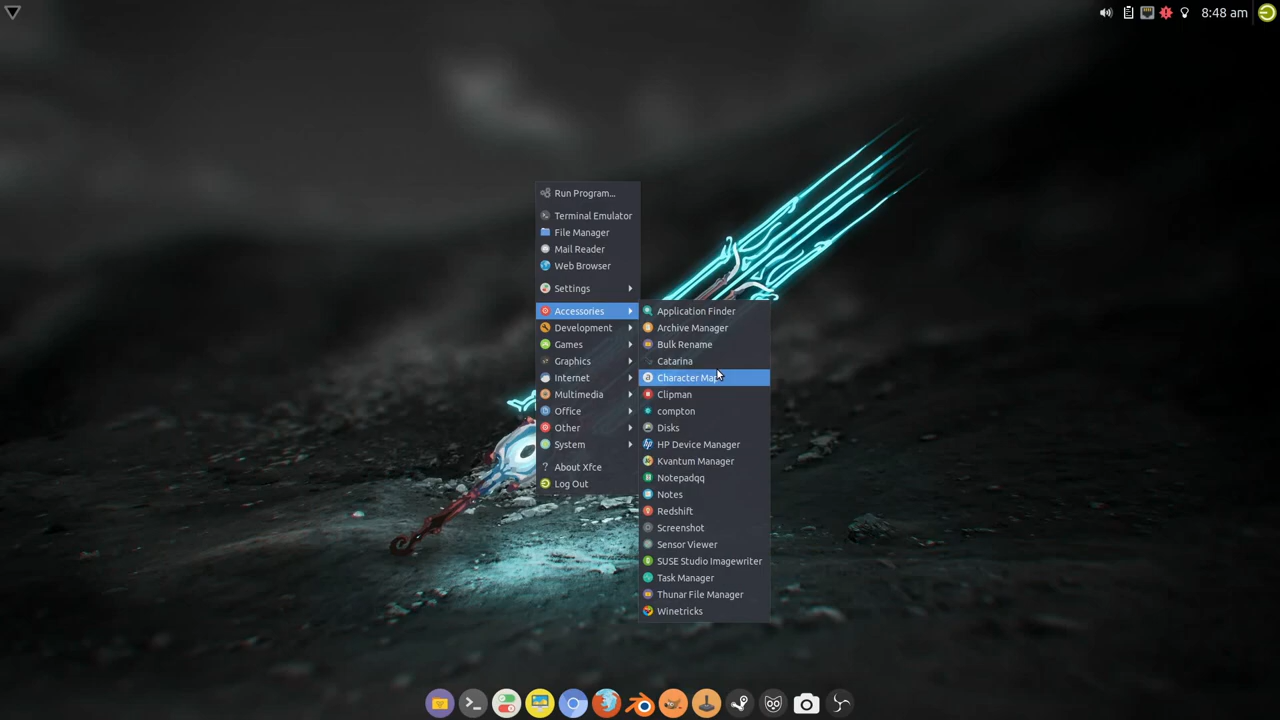 8:48 am
Run Program...
Terminal Emulator
File Manager
Mail Reader
Web Browser
Settings
Accessories
Development
Games
Graphics
Internet
Multimedia
Office
Other
System
About Xfce
Log Out
Application Finder
Archive Manager
Bulk Rename
Catarina
Character Map
Clipman
compton
Disks
HP Device Manager
Kvantum Manager
Notepadqq
Notes
Redshift
Screenshot
Sensor Viewer
SUSE Studio Imagewriter
Task Manager
Thunar File Manager
Winetricks